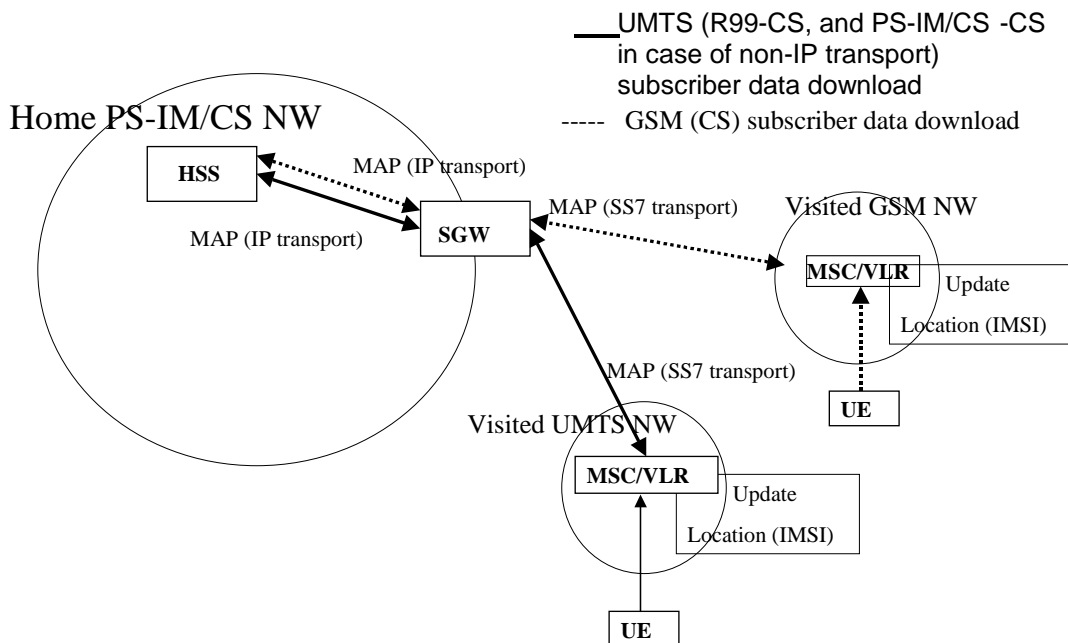 UMTS (R99-CS, and PS-IM/CS -CS
in case of non-IP transport)
subscriber data download
----- GSM (CS) subscriber data download
Home PS-IM/CS NW
HSS
MAP (IP transport)
MAP (IP transport)
SGW
MAP (SS7 transport)
Visited GSM NW
MSC/VLR
Update
Location (IMSI)
UE
MAP (SS7 transport)
Visited UMTS NW
MSC/VLR
Update
Location (IMSI)
UE